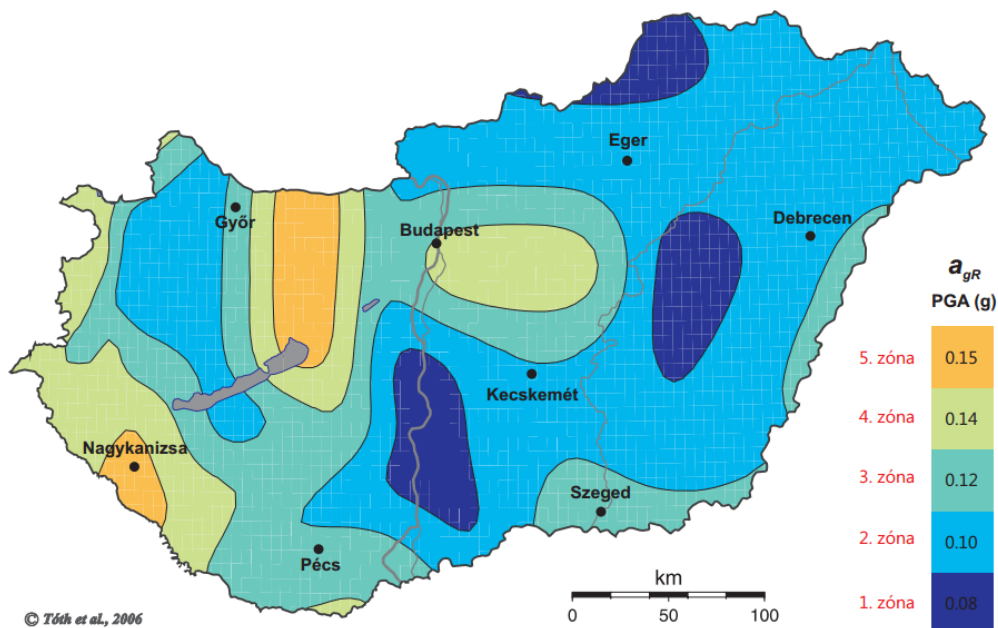 Eger
Debrecen
Győr
Budapest
Kecskemét
Nagykanizsa
Szeged
Pécs
a_gR
PGA (g)
5. zóna 0.15
4. zóna 0.14
3. zóna 0.12
2. zóna 0.10
1. zóna 0.08
km
0 50 100
© Tóth et al., 2006